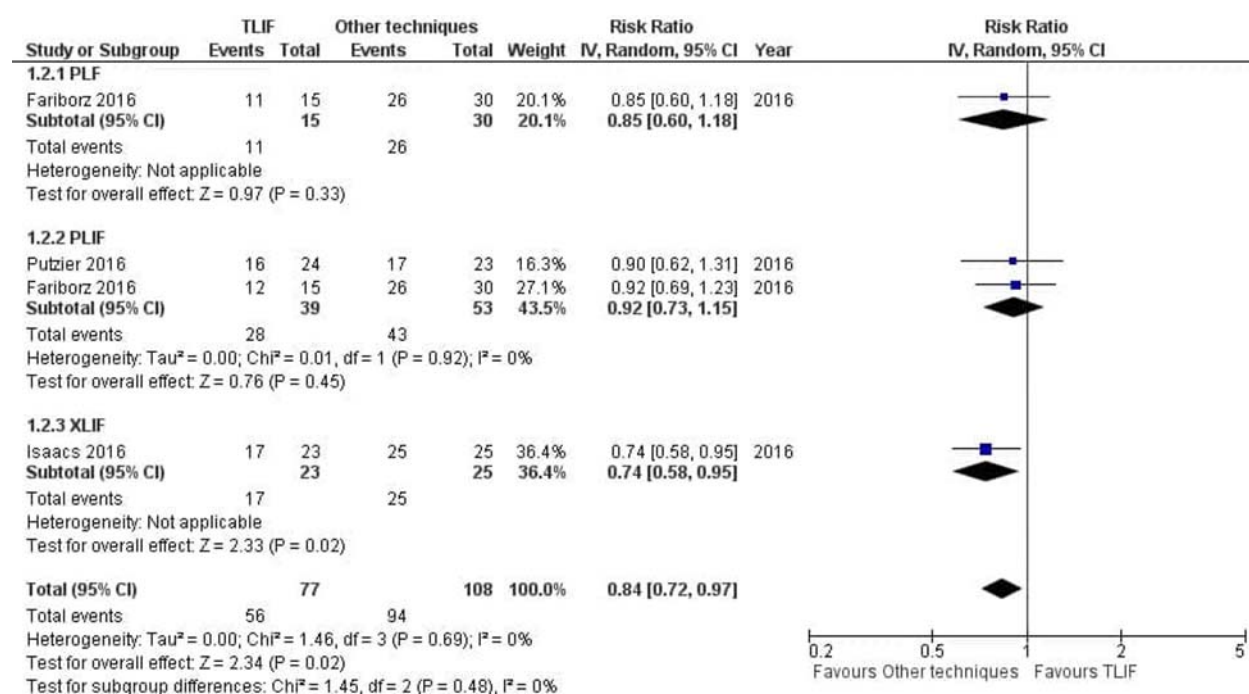 TLIF Other techniques Risk Ratio Risk Ratio
Study or Subgroup Events Total Events Total Weight IV, Random, 95% CI Year IV, Random, 95% CI
1.2.1 PLF
Fariborz 2016 11 15 26 30 20.1% 0.85 [0.60, 1.18] 2016
Subtotal (95% CI) 15 30 20.1% 0.85 [0.60, 1.18]
Total events 11 26
Heterogeneity: Not applicable
Test for overall effect: Z = 0.97 (P = 0.33)
1.2.2 PLIF
Putzier 2016 16 24 17 23 16.3% 0.90 [0.62, 1.31] 2016
Fariborz 2016 12 15 26 30 27.1% 0.92 [0.69, 1.23] 2016
Subtotal (95% CI) 39 53 43.5% 0.92 [0.73, 1.15]
Total events 28 43
Heterogeneity: Tau² = 0.00; Chi² = 0.01, df = 1 (P = 0.92); I² = 0%
Test for overall effect: Z = 0.76 (P = 0.45)
1.2.3 XLIF
Isaacs 2016 17 23 25 25 36.4% 0.74 [0.58, 0.95] 2016
Subtotal (95% CI) 23 25 36.4% 0.74 [0.58, 0.95]
Total events 17 25
Heterogeneity: Not applicable
Test for overall effect: Z = 2.33 (P = 0.02)
Total (95% CI) 77 108 100.0% 0.84 [0.72, 0.97]
Total events 56 94
Heterogeneity: Tau² = 0.00; Chi² = 1.46, df = 3 (P = 0.69); I² = 0%
Test for overall effect: Z = 2.34 (P = 0.02)
Test for subgroup differences: Chi² = 1.45, df = 2 (P = 0.48), I² = 0%
0.2 0.5 1 2 5
Favours Other techniques Favours TLIF